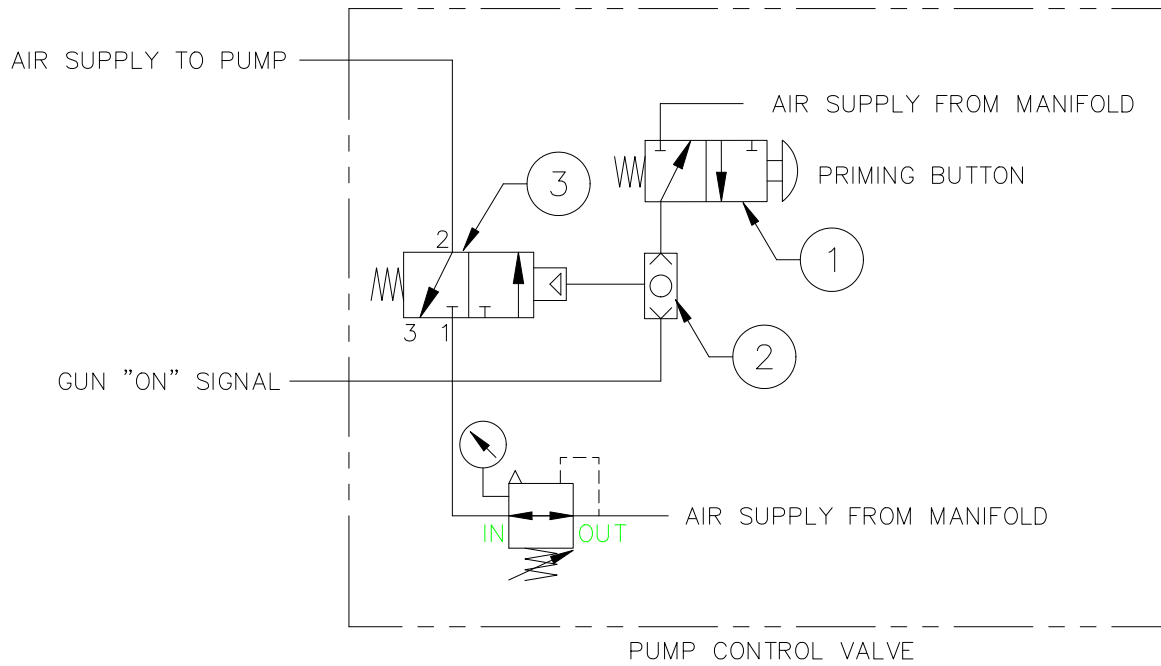 AIR SUPPLY TO PUMP
AIR SUPPLY FROM MANIFOLD
PRIMING BUTTON
3
1
2
3 1
2
GUN "ON" SIGNAL
IN OUT
AIR SUPPLY FROM MANIFOLD
PUMP CONTROL VALVE